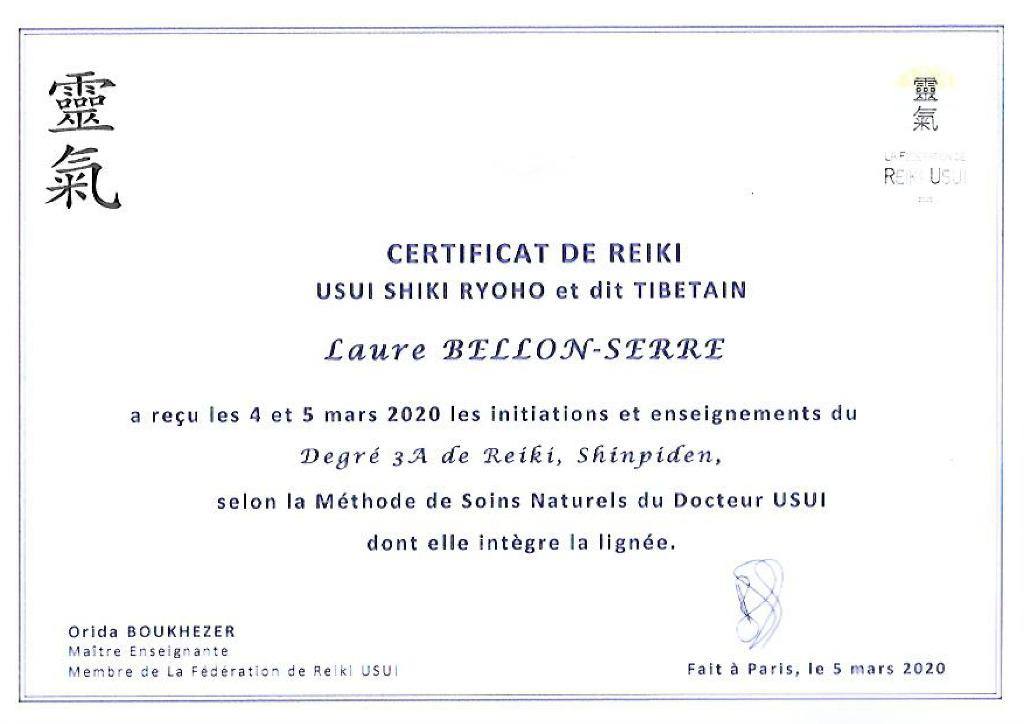 靈
氣
靈
氣
LA FÉDÉRATION DE
REIKI USUI
CERTIFICAT DE REIKI
USUI SHIKI RYOHO et dit TIBETAIN
Laure BELLON-SERRE
a reçu les 4 et 5 mars 2020 les initiations et enseignements du
Degré 3A de Reiki, Shinpiden,
selon la Méthode de Soins Naturels du Docteur USUI
dont elle intègre la lignée.
Orida BOUKHEZER
Maître Enseignante
Membre de La Fédération de Reiki USUI
Fait à Paris, le 5 mars 2020